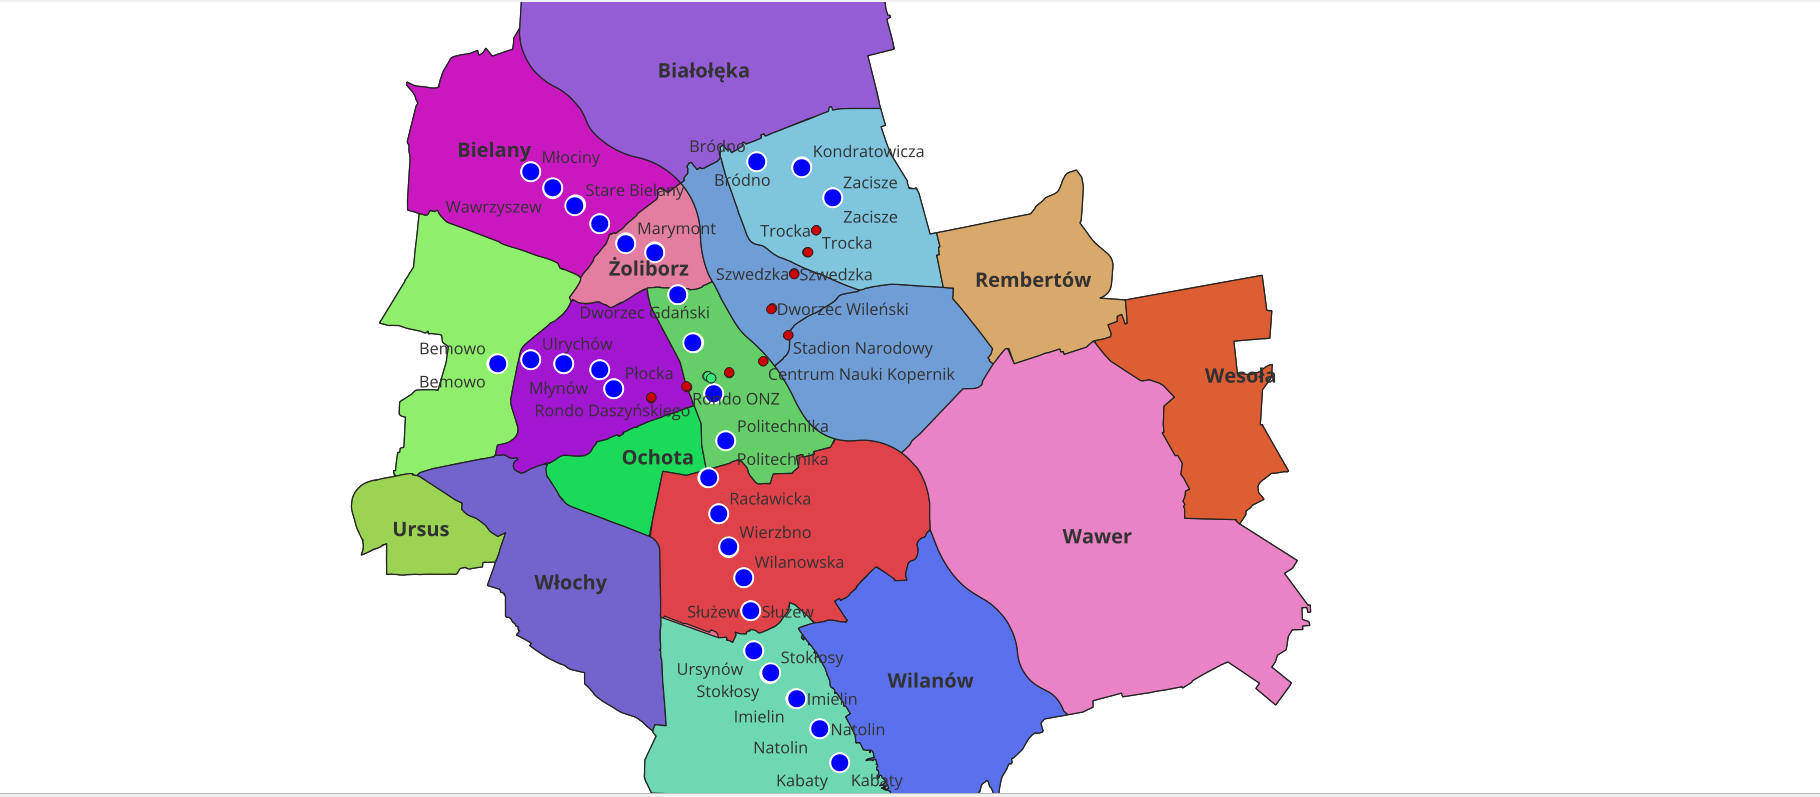 Białołęka
Bródno
Kondratowicza
Bielany
Młociny
Bródno
Zacisze
Stare Bielany
Wawrzyszew
Zacisze
Marymont
Trocka
Trocka
Żoliborz
Szwedzka
Szwedzka
Rembertów
Dworzec Gdański
Dworzec Wileński
Bemowo
Ulrychów
Stadion Narodowy
Płocka
Centrum Nauki Kopernik
Wesoła
Bemowo
Młynów
Rondo ONZ
Rondo Daszyńskiego
Politechnika
Ochota
Politechnika
Racławicka
Ursus
Wierzbno
Wawer
Wilanowska
Włochy
Służew
Służew
Stokłosy
Ursynów
Wilanów
Stokłosy
Imielin
Imielin
Natolin
Natolin
Kabaty
Kabaty